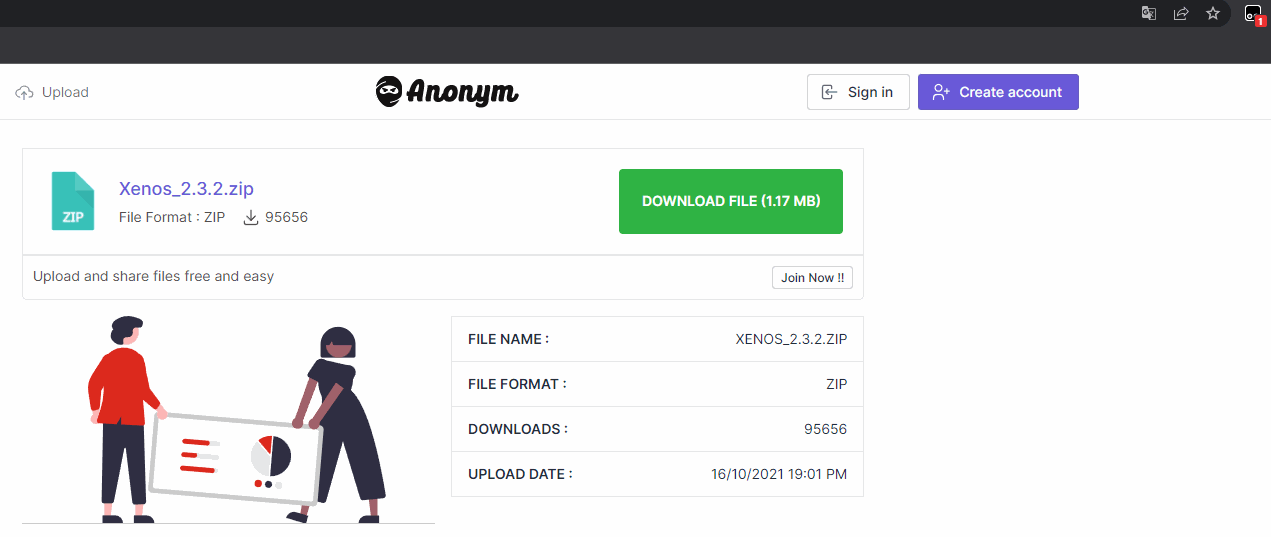 1
Upload
Anonym
Sign in
Create account
Xenos_2.3.2.zip
File Format : ZIP 95656
ZIP
DOWNLOAD FILE (1.17 MB)
Upload and share files free and easy
Join Now !!
FILE NAME : XENOS_2.3.2.ZIP
FILE FORMAT : ZIP
DOWNLOADS : 95656
UPLOAD DATE : 16/10/2021 19:01 PM